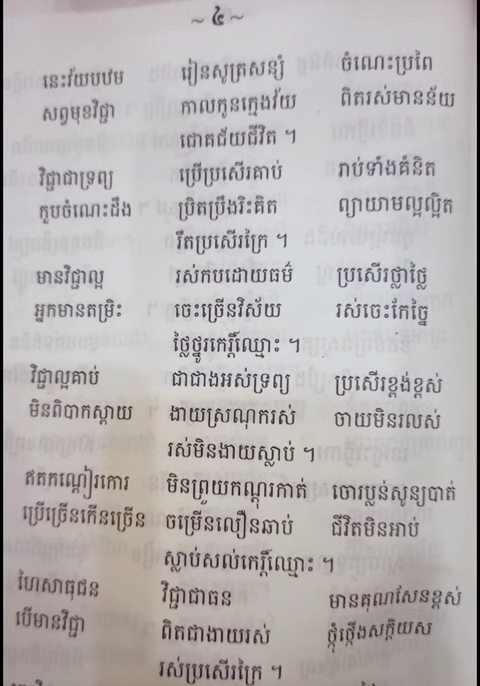 ~ ៤ ~
នេះវ័យបឋម រៀនសូត្រសន្សំ ចំណេះប្រពៃ
សព្វមុខវិជ្ជា កាលកូនក្មេងវ័យ ពិតរស់មានន័យ
ជោគជ័យជីវិត ។
វិជ្ជាជាទ្រព្យ ប្រើប្រសើរគាប់ រាប់ទាំងគំនិត
កួបចំណេះដឹង ប្រិតប្រឹងរិះគិត ព្យាយាមល្អល្អិត
រឹតប្រសើរក្រៃ ។
មានវិជ្ជាល្អ រស់កបដោយធម៌ ប្រសើរថ្លាថ្លៃ
អ្នកមានតម្រិះ ចេះច្រើនវិស័យ រស់ចេះកែច្នៃ
ថ្លៃថ្នូរកេរ្តិ៍ឈ្មោះ ។
វិជ្ជាល្អគាប់ ជាជាងអស់ទ្រព្យ ប្រសើរខ្ពង់ខ្ពស់
មិនពិបាកស្ពាយ ងាយស្រណុករស់ ចាយមិនរលស់
រស់មិនងាយស្លាប់ ។
ឥតកណ្តៀរកោរ មិនព្រួយកណ្តុរកាត់ ចោរប្លន់សូន្យបាត់
ប្រើច្រើនកើនច្រើន ចម្រើនលឿនឆាប់ ជីវិតមិនអាប់
ស្លាប់សល់កេរ្តិ៍ឈ្មោះ ។
ហៃសាធុជន វិជ្ជាជាធន មានគុណសែនខ្ពស់
បើមានវិជ្ជា ពិតជាងាយរស់ ថ្កុំថ្កើងសក្តិយស
រស់ប្រសើរក្រៃ ។